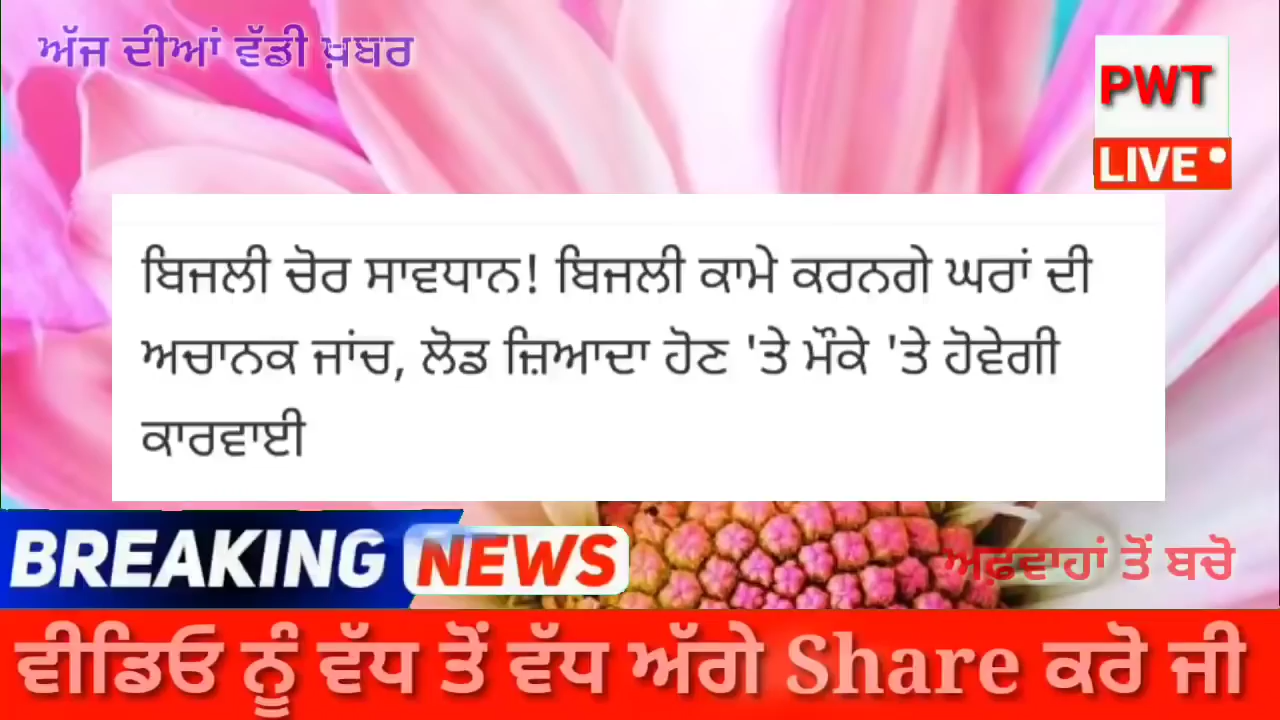 ਅੱਜ ਦੀਆਂ ਵੱਡੀ ਖ਼ਬਰ
PWT
LIVE
ਬਿਜਲੀ ਚੋਰ ਸਾਵਧਾਨ! ਬਿਜਲੀ ਕਾਮੇ ਕਰਨਗੇ ਘਰਾਂ ਦੀ
ਅਚਾਨਕ ਜਾਂਚ, ਲੋਡ ਜ਼ਿਆਦਾ ਹੋਣ 'ਤੇ ਮੌਕੇ 'ਤੇ ਹੋਵੇਗੀ
ਕਾਰਵਾਈ
BREAKING NEWS
ਅਫ਼ਵਾਹਾਂ ਤੋਂ ਬਚੋ
ਵੀਡਿਓ ਨੂੰ ਵੱਧ ਤੋਂ ਵੱਧ ਅੱਗੇ Share ਕਰੋ ਜੀ